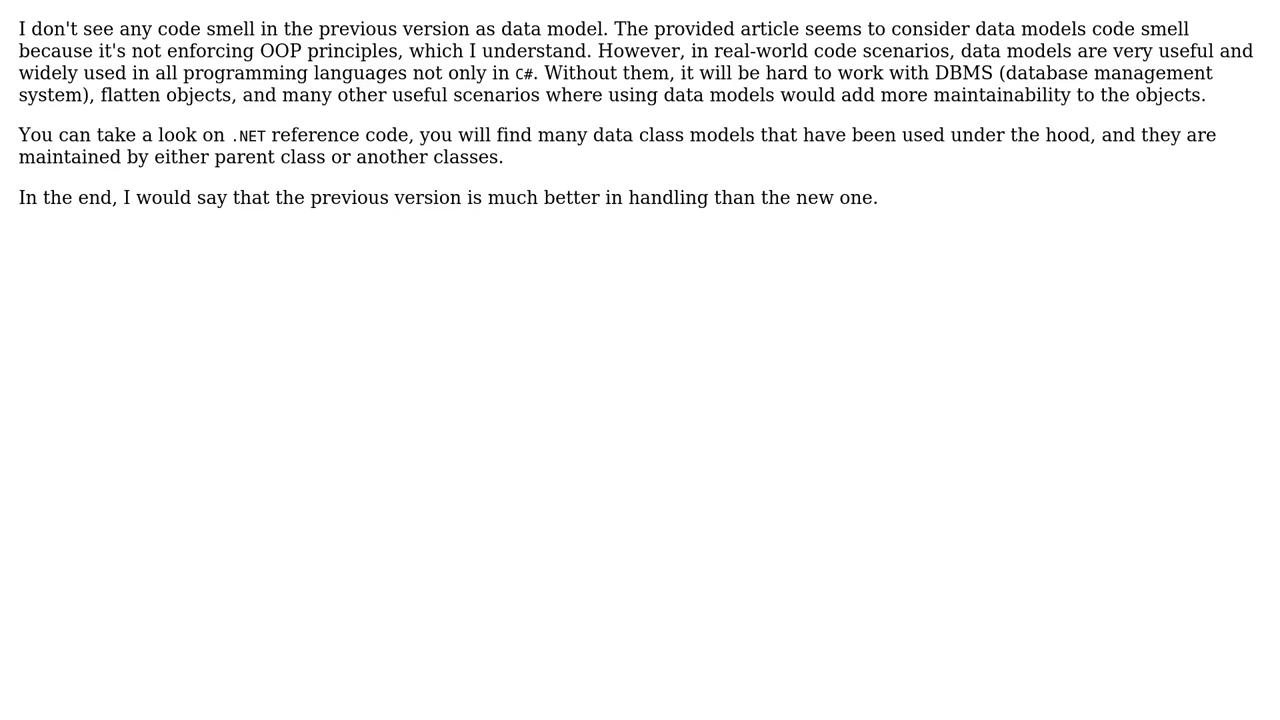 I don't see any code smell in the previous version as data model. The provided article seems to consider data models code smell
because it's not enforcing OOP principles, which I understand. However, in real-world code scenarios, data models are very useful and
widely used in all programming languages not only in C#. Without them, it will be hard to work with DBMS (database management
system), flatten objects, and many other useful scenarios where using data models would add more maintainability to the objects.
You can take a look on .NET reference code, you will find many data class models that have been used under the hood, and they are
maintained by either parent class or another classes.
In the end, I would say that the previous version is much better in handling than the new one.